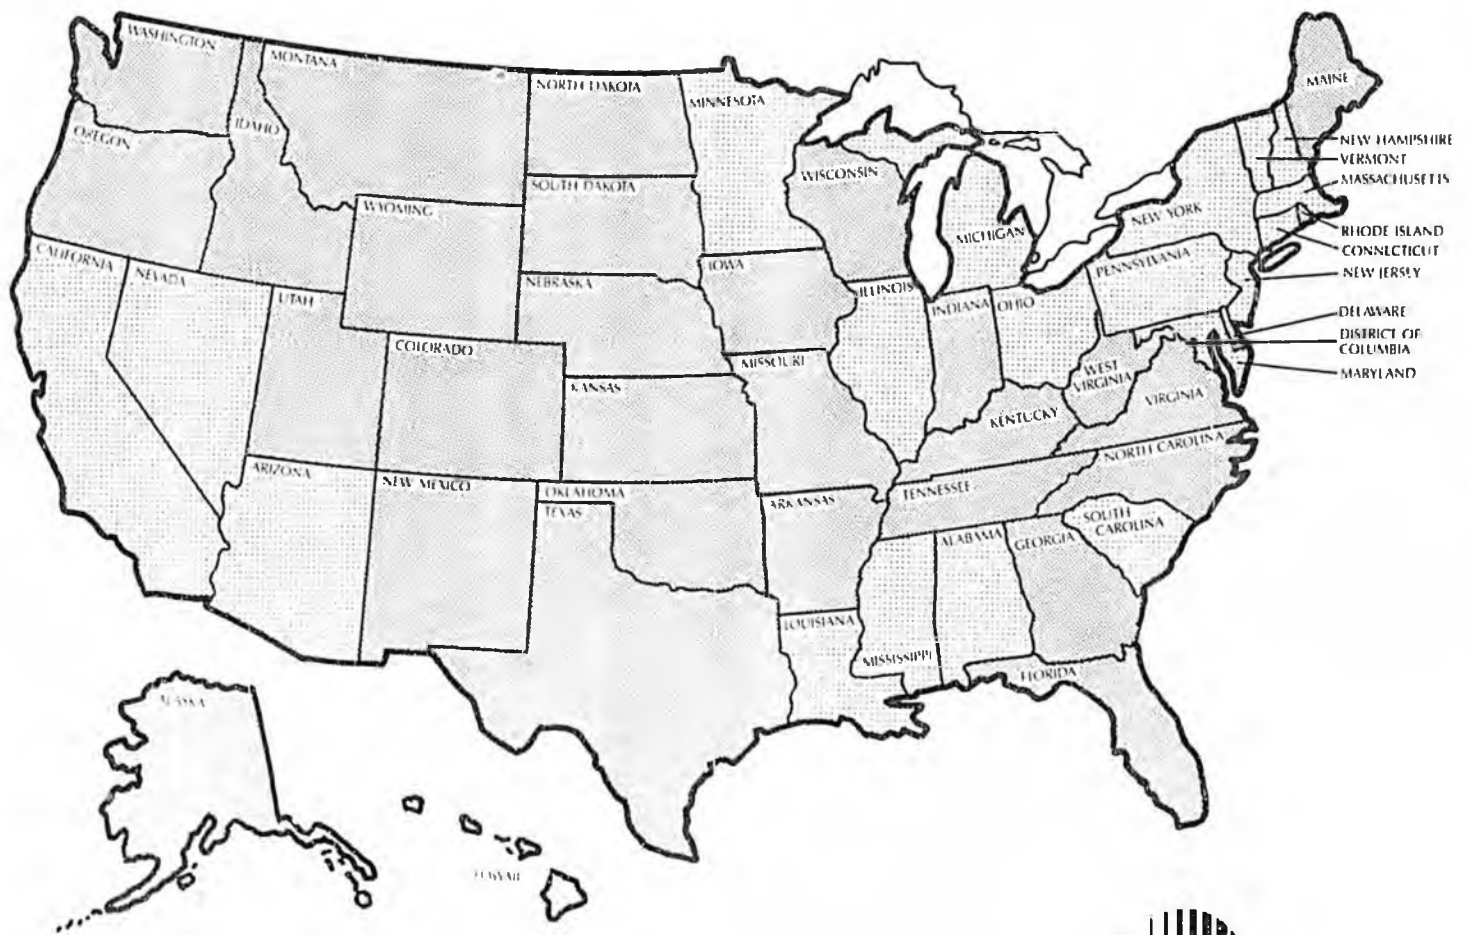 WASHINGTON
MONTANA
NORTH DAKOTA
MINNESOTA
MAINE
OREGON
IDAHO
NEW HAMPSHIRE
VERMONT
WISCONSIN
MASSACHUSETTS
SOUTH DAKOTA
WYOMING
NEW YORK
MICHIGAN
RHODE ISLAND
CONNECTICUT
CALIFORNIA
NEVADA
IOWA
PENNSYLVANIA
NEW JERSEY
NEBRASKA
UTAH
ILLINOIS
INDIANA
OHIO
DELAWARE
DISTRICT OF
COLUMBIA
COLORADO
MISSOURI
WEST
VIRGINIA
MARYLAND
KANSAS
VIRGINIA
KENTUCKY
NORTH CAROLINA
ARIZONA
NEW MEXICO
OKLAHOMA
TENNESSEE
TEXAS
ARKANSAS
SOUTH
CAROLINA
ALABAMA
GEORGIA
LOUISIANA
MISSISSIPPI
FLORIDA
ALASKA
HAWAII